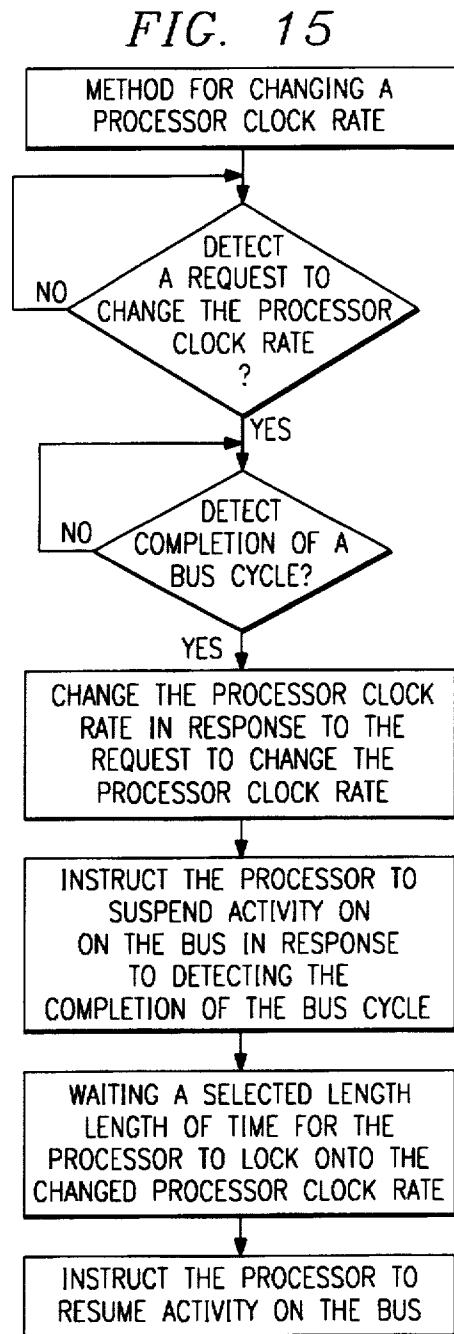 FIG. 15
METHOD FOR CHANGING A
PROCESSOR CLOCK RATE
DETECT
A REQUEST TO
CHANGE THE PROCESSOR
CLOCK RATE
?
NO
YES
DETECT
COMPLETION OF A
BUS CYCLE?
NO
YES
CHANGE THE PROCESSOR CLOCK
RATE IN RESPONSE TO THE
REQUEST TO CHANGE THE
PROCESSOR CLOCK RATE
INSTRUCT THE PROCESSOR TO
SUSPEND ACTIVITY ON
ON THE BUS IN RESPONSE
TO DETECTING THE
COMPLETION OF THE BUS CYCLE
WAITING A SELECTED LENGTH
LENGTH OF TIME FOR THE
PROCESSOR TO LOCK ONTO THE
CHANGED PROCESSOR CLOCK RATE
INSTRUCT THE PROCESSOR TO
RESUME ACTIVITY ON THE BUS